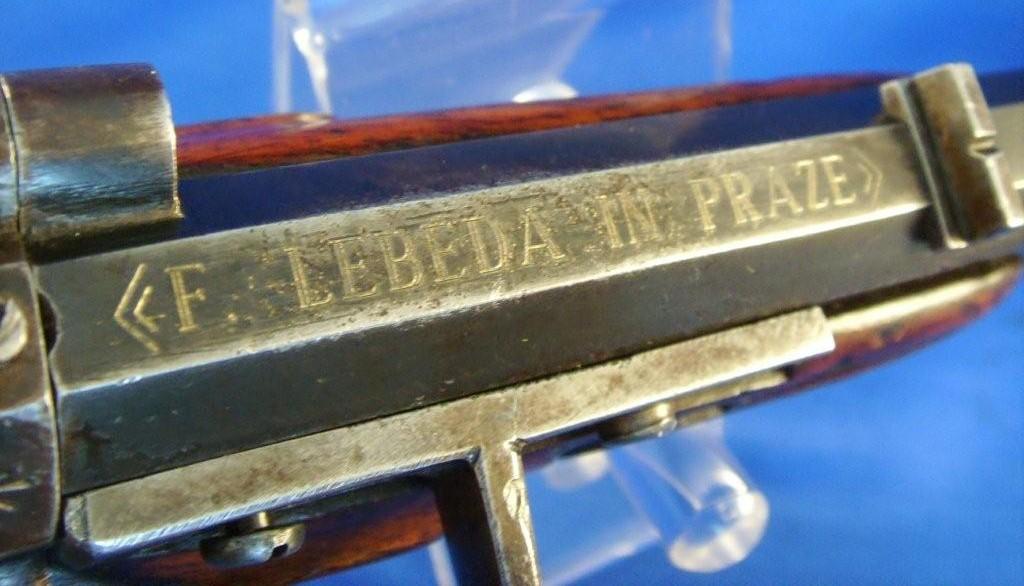 «F. LEBEDA IN PRAZE»